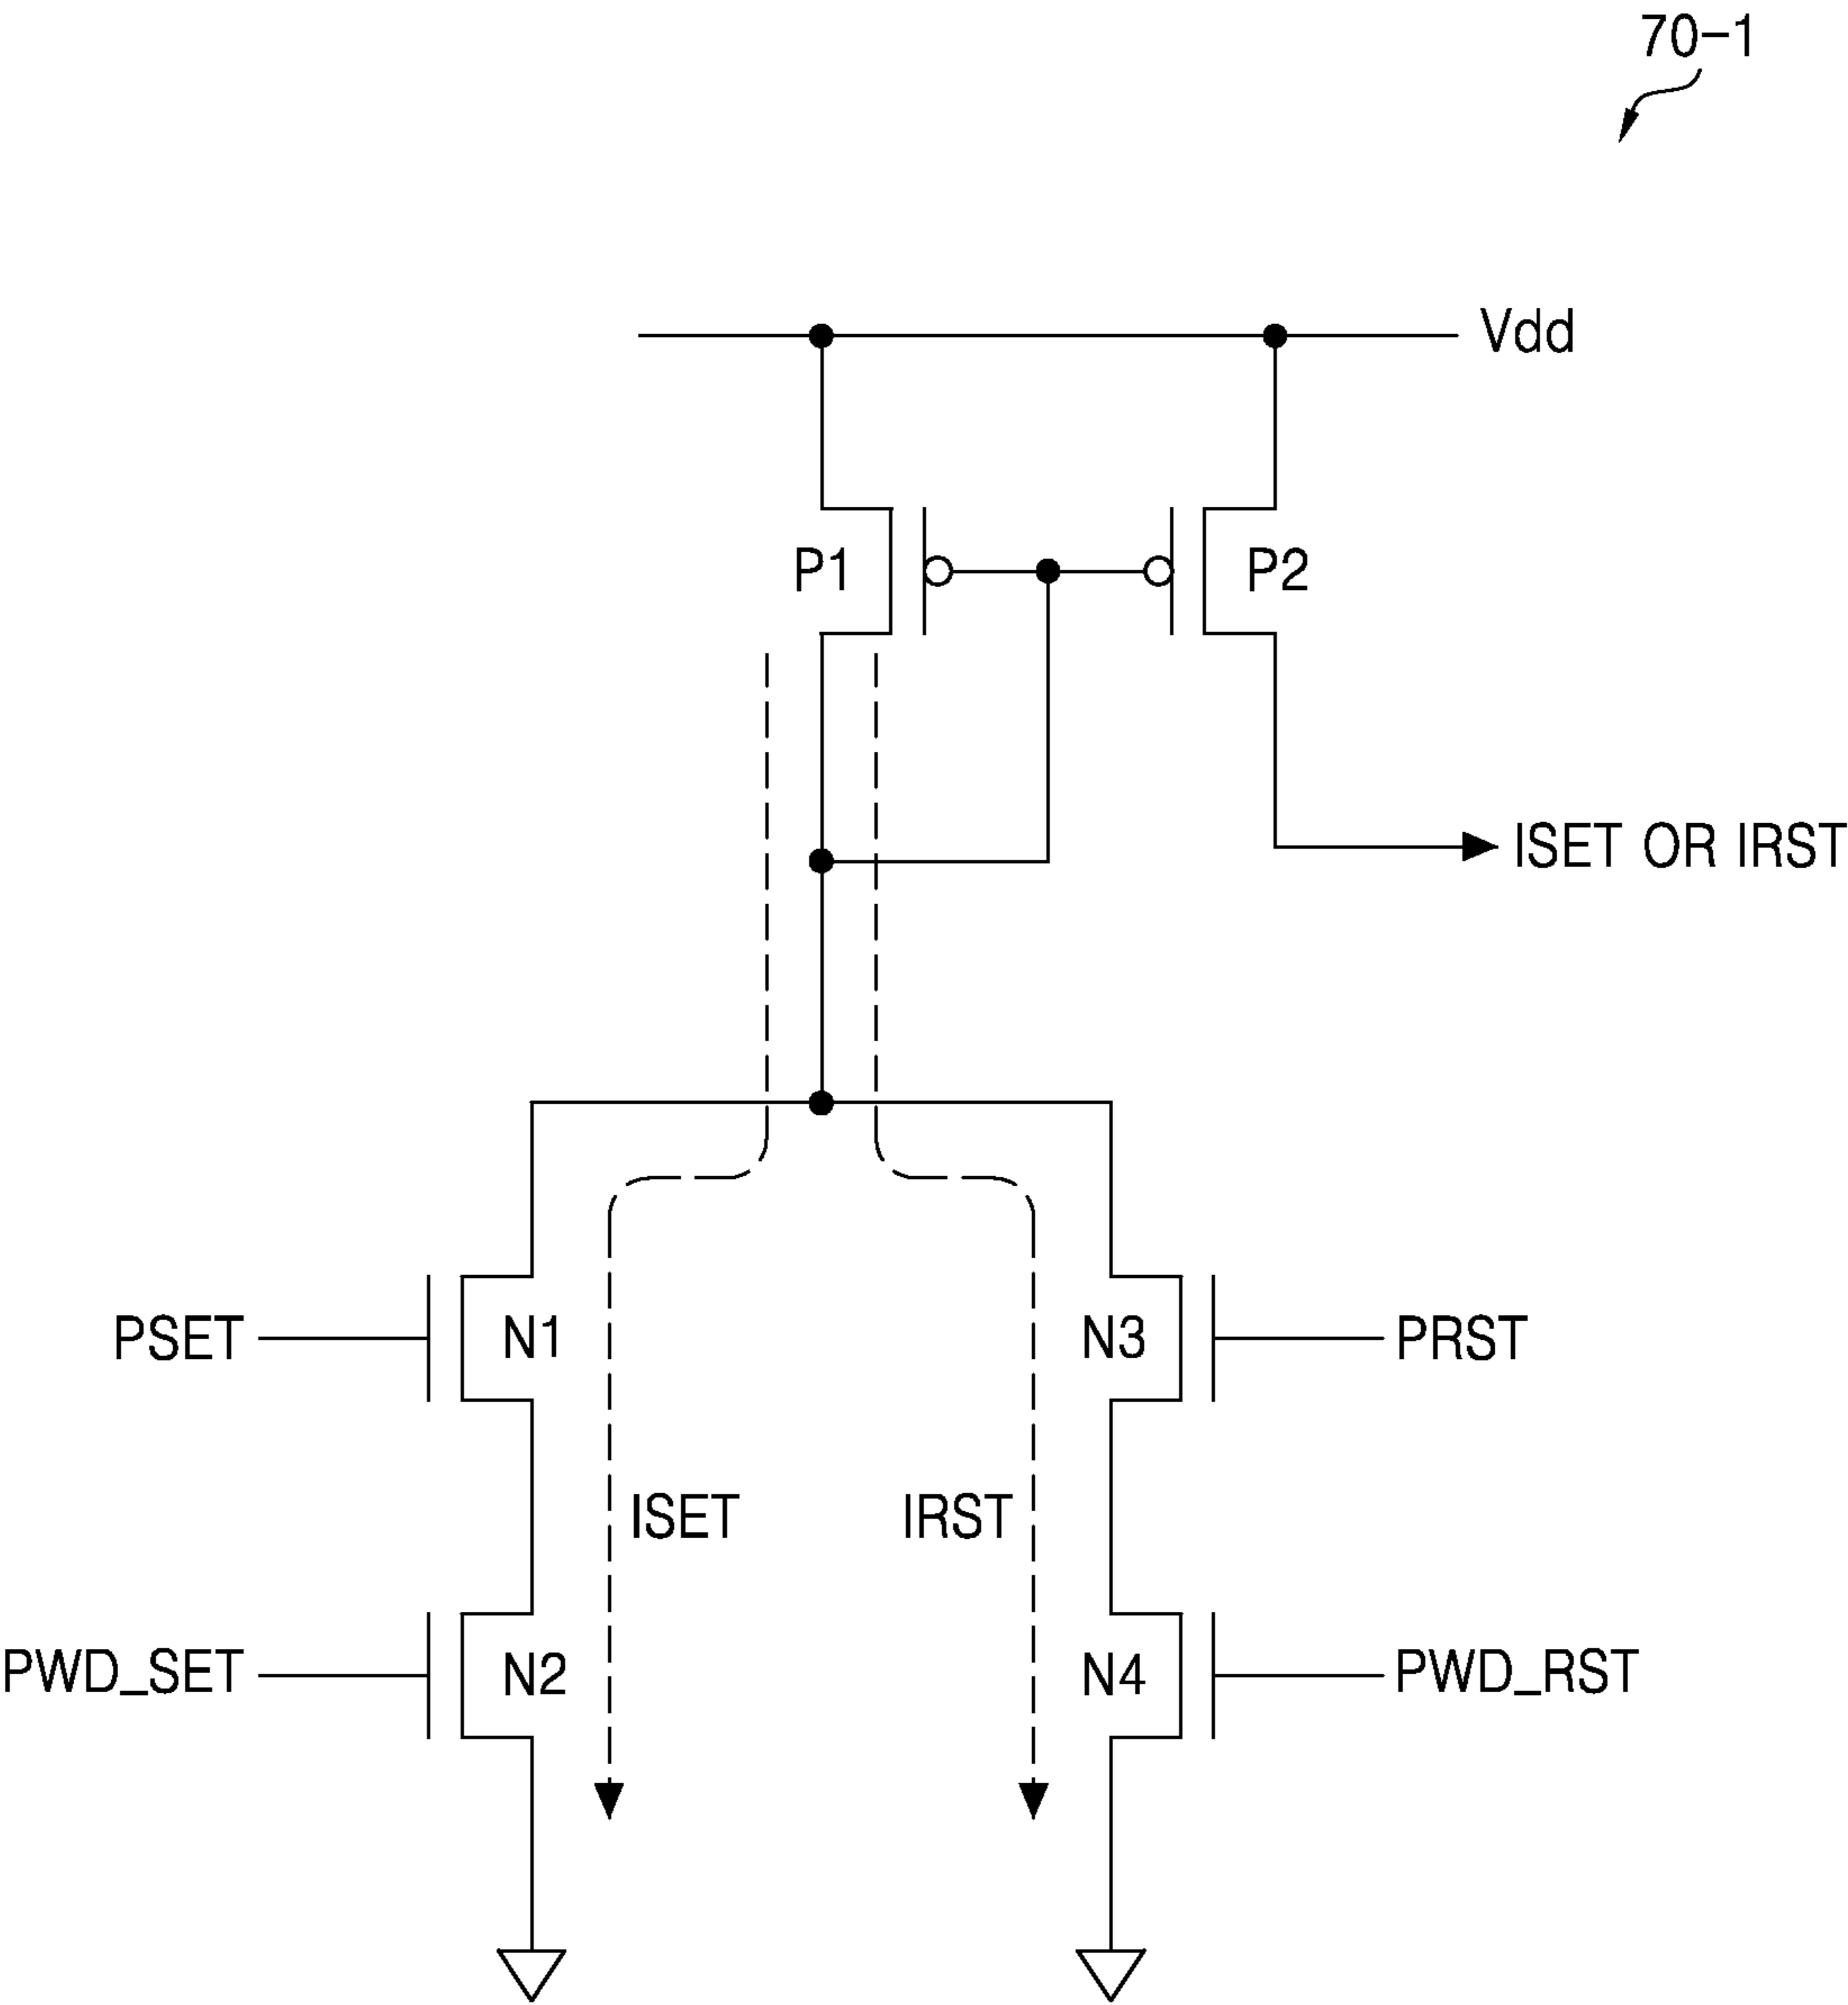 70-1
Vdd
P1
P2
ISET OR IRST
PSET
N1
N3
PRST
ISET
IRST
PWD_SET
N2
N4
PWD_RST